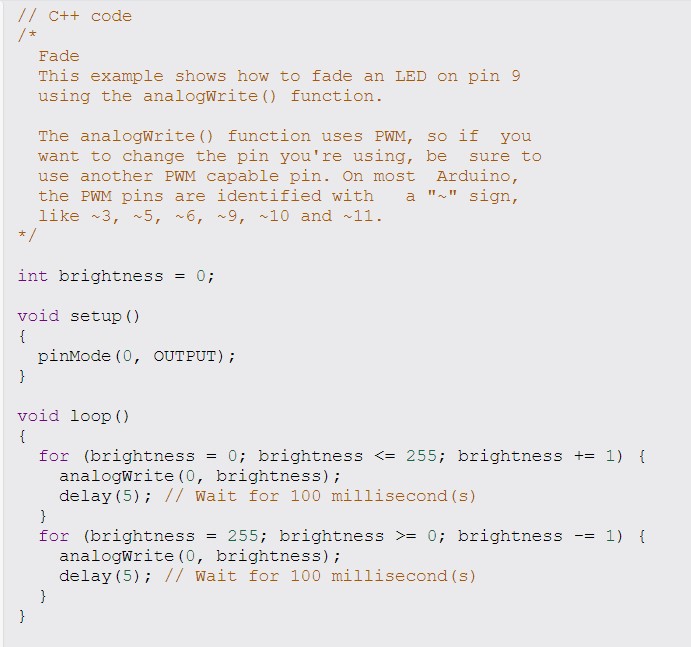 // C++ code
/*
  Fade
  This example shows how to fade an LED on pin 9
  using the analogWrite() function.

  The analogWrite() function uses PWM, so if  you
  want to change the pin you're using, be  sure to
  use another PWM capable pin. On most  Arduino,
  the PWM pins are identified with   a "~" sign,
  like ~3, ~5, ~6, ~9, ~10 and ~11.
*/

int brightness = 0;

void setup()
{
  pinMode(0, OUTPUT);
}

void loop()
{
  for (brightness = 0; brightness <= 255; brightness += 1) {
    analogWrite(0, brightness);
    delay(5); // Wait for 100 millisecond(s)
  }
  for (brightness = 255; brightness >= 0; brightness -= 1) {
    analogWrite(0, brightness);
    delay(5); // Wait for 100 millisecond(s)
  }
}